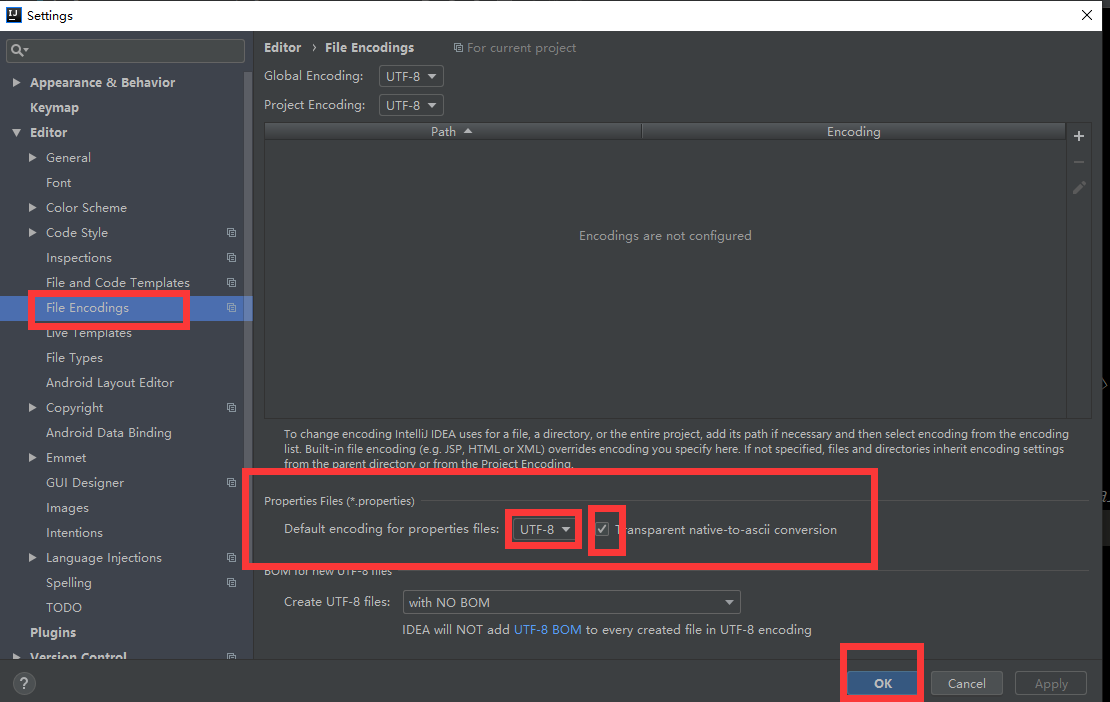 Settings
Appearance & Behavior
Keymap
Editor
General
Font
Color Scheme
Code Style
Inspections
File and Code Templates
File Encodings
Live Templates
File Types
Android Layout Editor
Copyright
Android Data Binding
Emmet
GUI Designer
Images
Intentions
Language Injections
Spelling
TODO
Plugins
Version Control
Editor › File Encodings For current project
Global Encoding: UTF-8
Project Encoding: UTF-8
Path Encoding
Encodings are not configured
To change encoding IntelliJ IDEA uses for a file, a directory, or the entire project, add its path if necessary and then select encoding from the encoding
list. Built-in file encoding (e.g. JSP, HTML or XML) overrides encoding you specify here. If not specified, files and directories inherit encoding settings
from the parent directory or from the Project Encoding.
Properties Files (*.properties)
Default encoding for properties files: UTF-8 Transparent native-to-ascii conversion
BOM for new UTF-8 files
Create UTF-8 files: with NO BOM
IDEA will NOT add UTF-8 BOM to every created file in UTF-8 encoding
? OK Cancel Apply